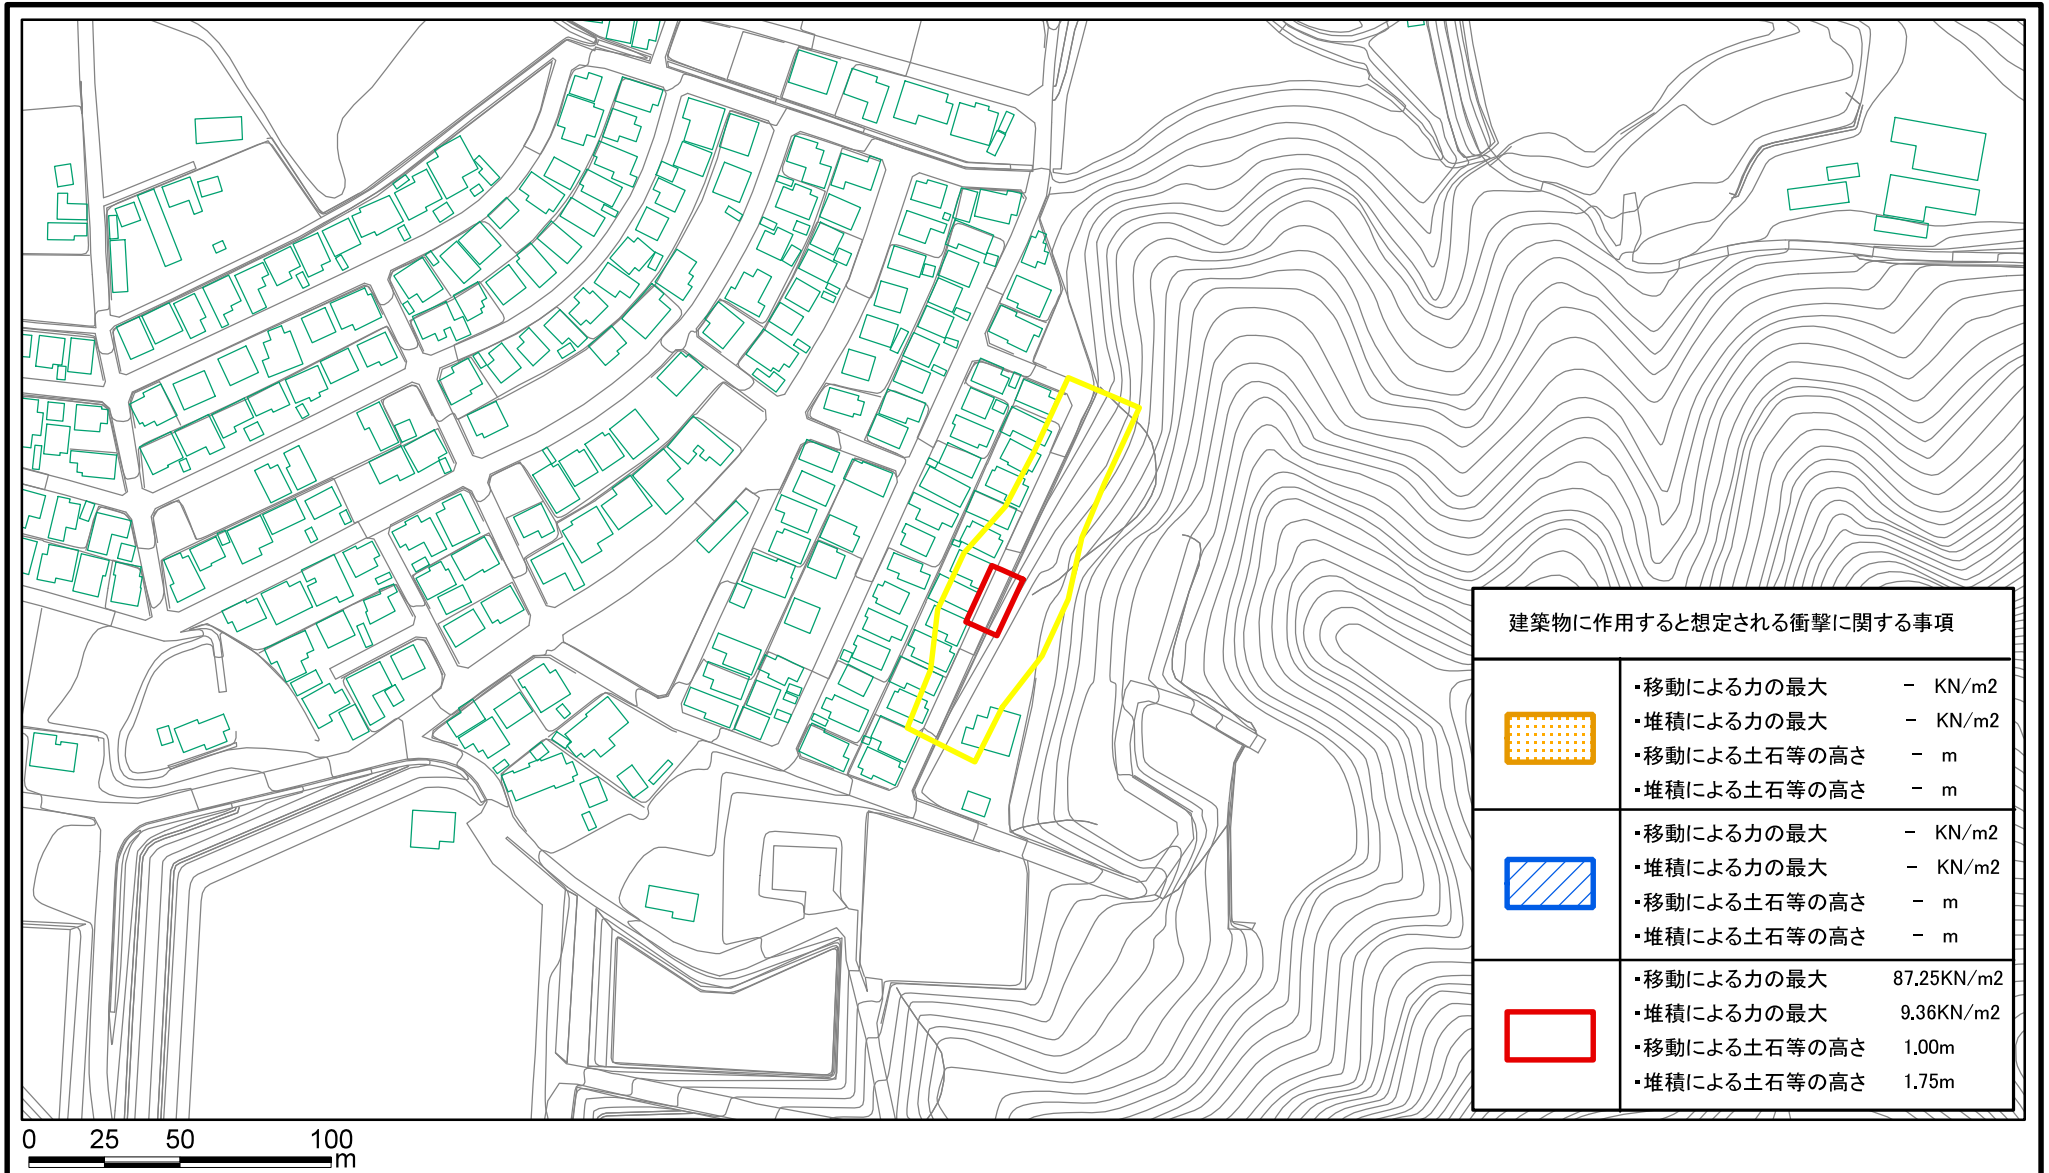 建築物に作用すると想定される衝撃に関する事項
・移動による力の最大 － KN/m2
・堆積による力の最大 － KN/m2
・移動による土石等の高さ － m
・堆積による土石等の高さ － m
・移動による力の最大 － KN/m2
・堆積による力の最大 － KN/m2
・移動による土石等の高さ － m
・堆積による土石等の高さ － m
・移動による力の最大 87.25KN/m2
・堆積による力の最大 9.36KN/m2
・移動による土石等の高さ 1.00m
・堆積による土石等の高さ 1.75m
0 25 50 100
m